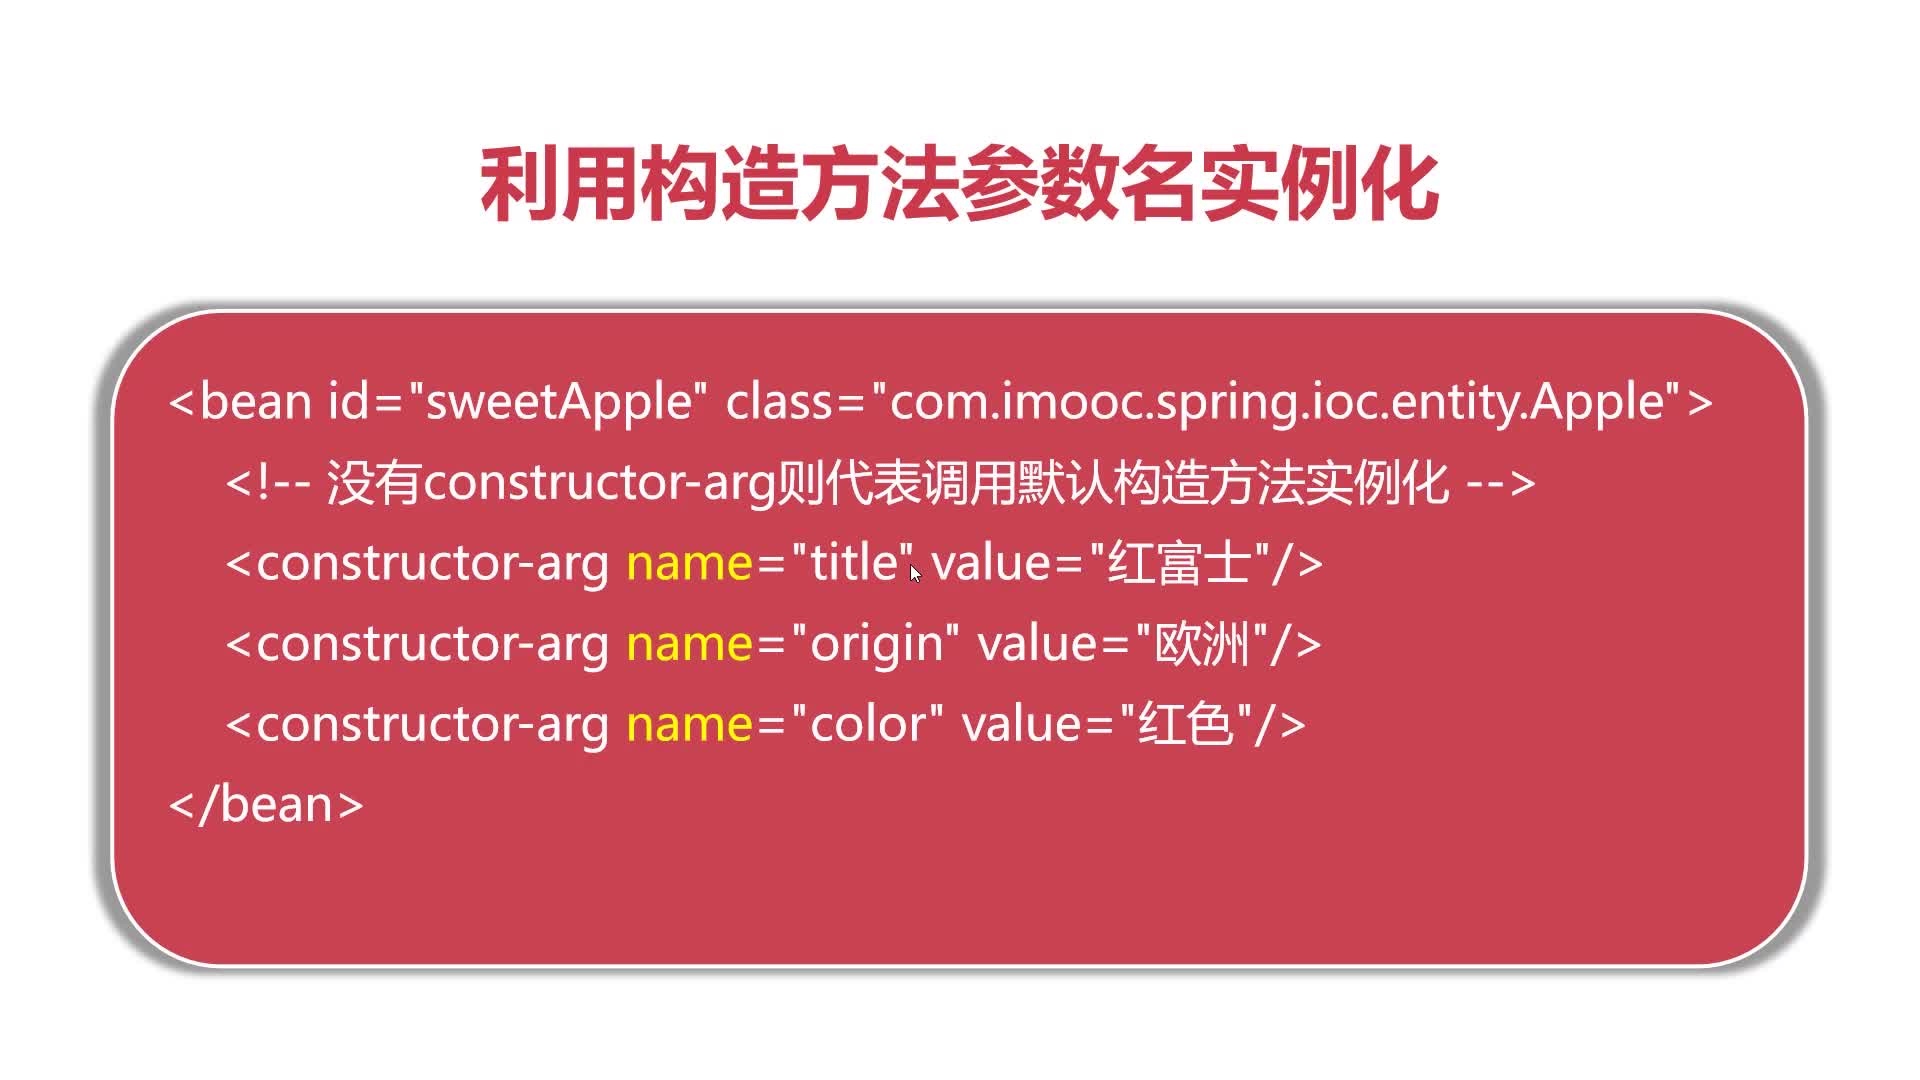 利用构造方法参数名实例化
<bean id="sweetApple" class="com.imooc.spring.ioc.entity.Apple">
<!-- 没有constructor-arg则代表调用默认构造方法实例化 -->
<constructor-arg name="title" value="红富士"/>
<constructor-arg name="origin" value="欧洲"/>
<constructor-arg name="color" value="红色"/>
</bean>